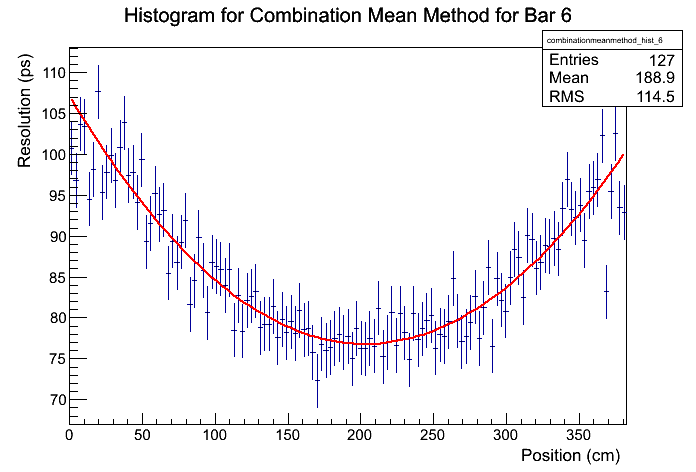 Histogram for Combination Mean Method for Bar 6
combinationmeanmethod_hist_6
Entries 127
Mean 188.9
RMS 114.5
Resolution (ps)
110
105
100
95
90
85
80
75
70
0 50 100 150 200 250 300 350
Position (cm)